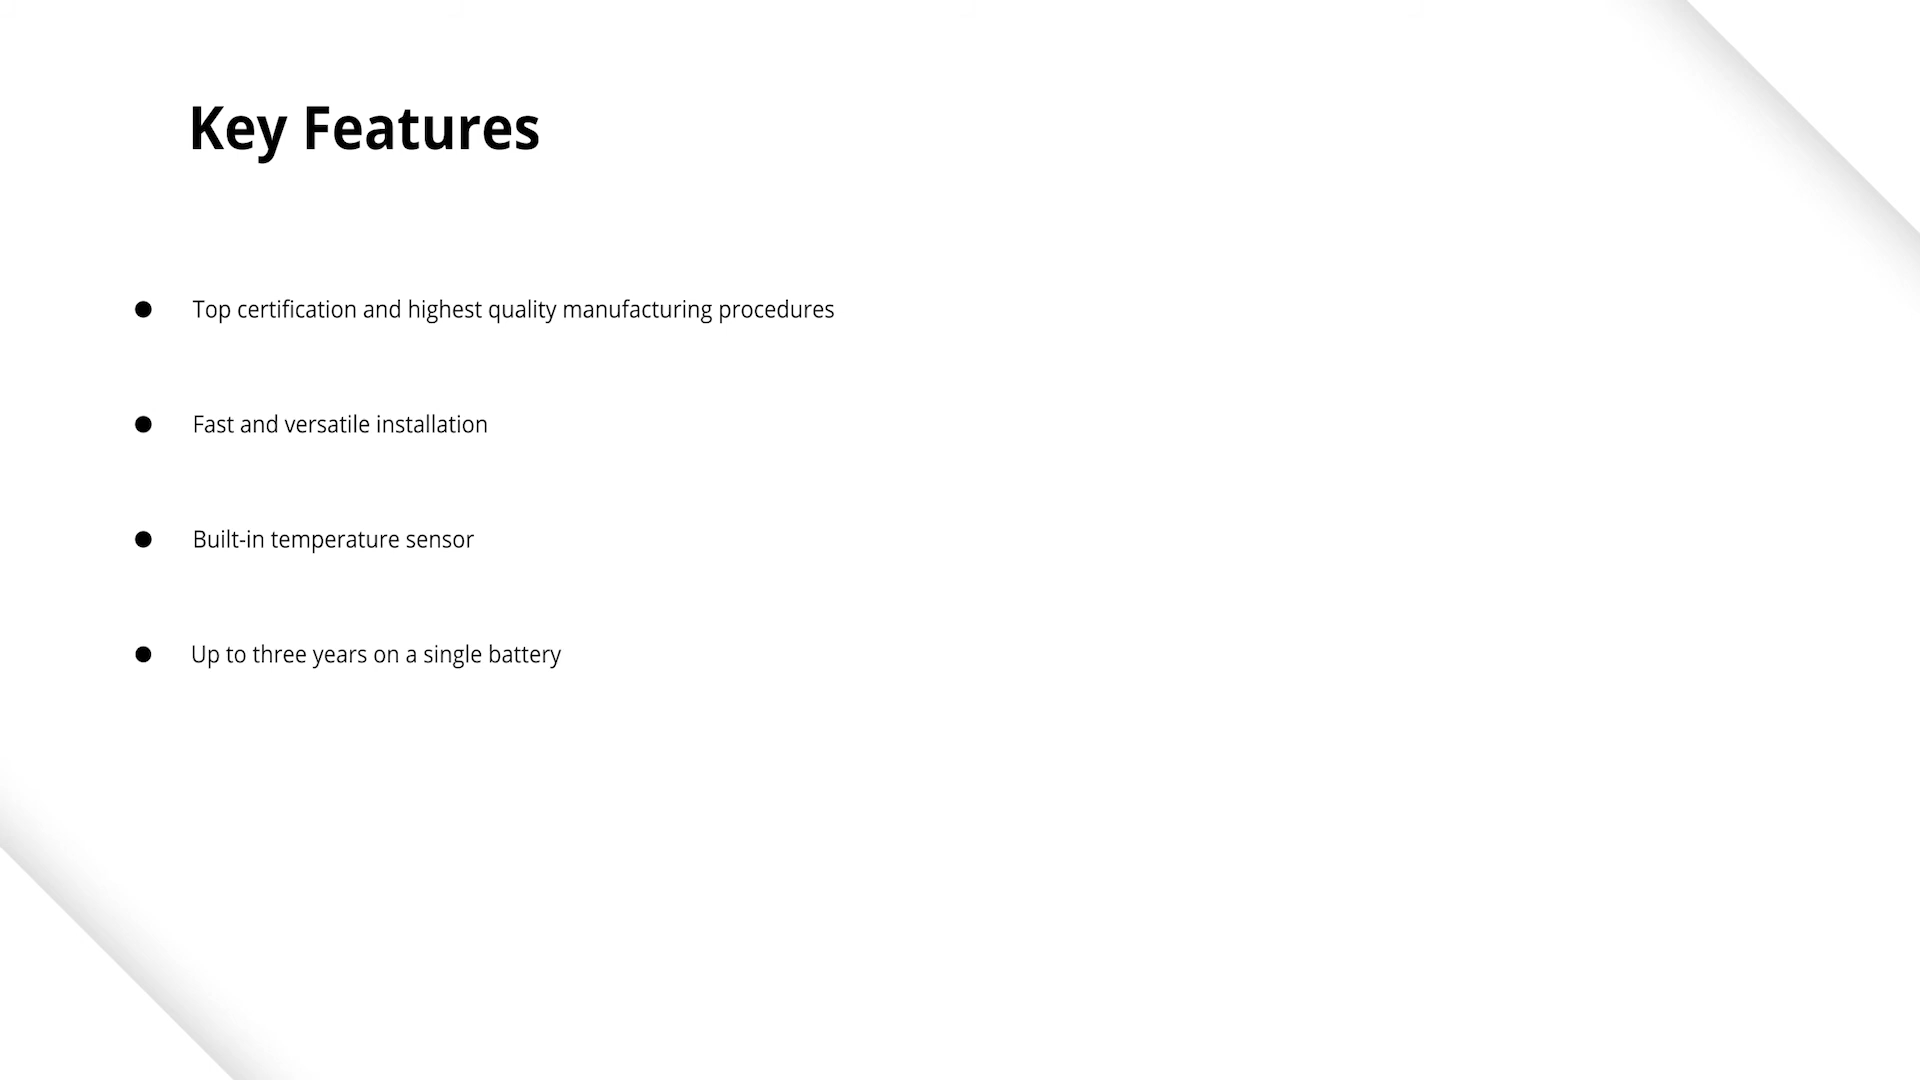 Key Features
● Top certification and highest quality manufacturing procedures
● Fast and versatile installation
● Built-in temperature sensor
● Up to three years on a single battery